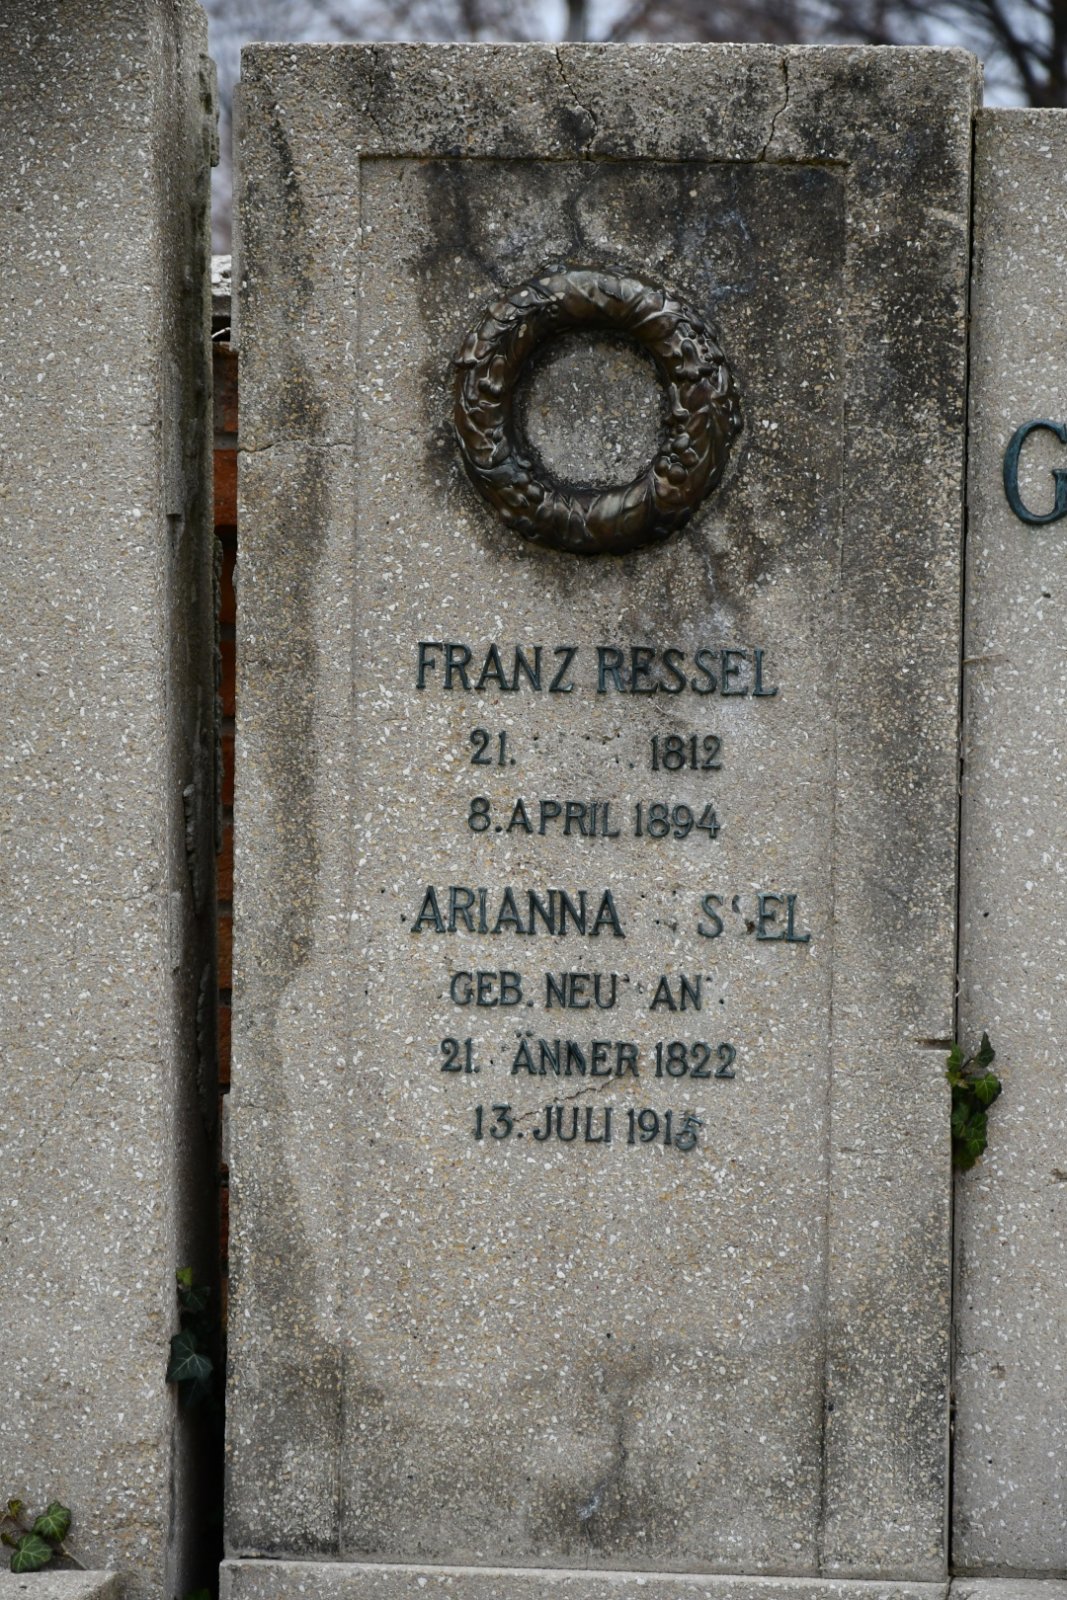 FRANZ RESSEL
21. . 1812
8. APRIL 1894
ARIANNA
GEB.
21. ÄNNER 1822
13. JULI 1915
G